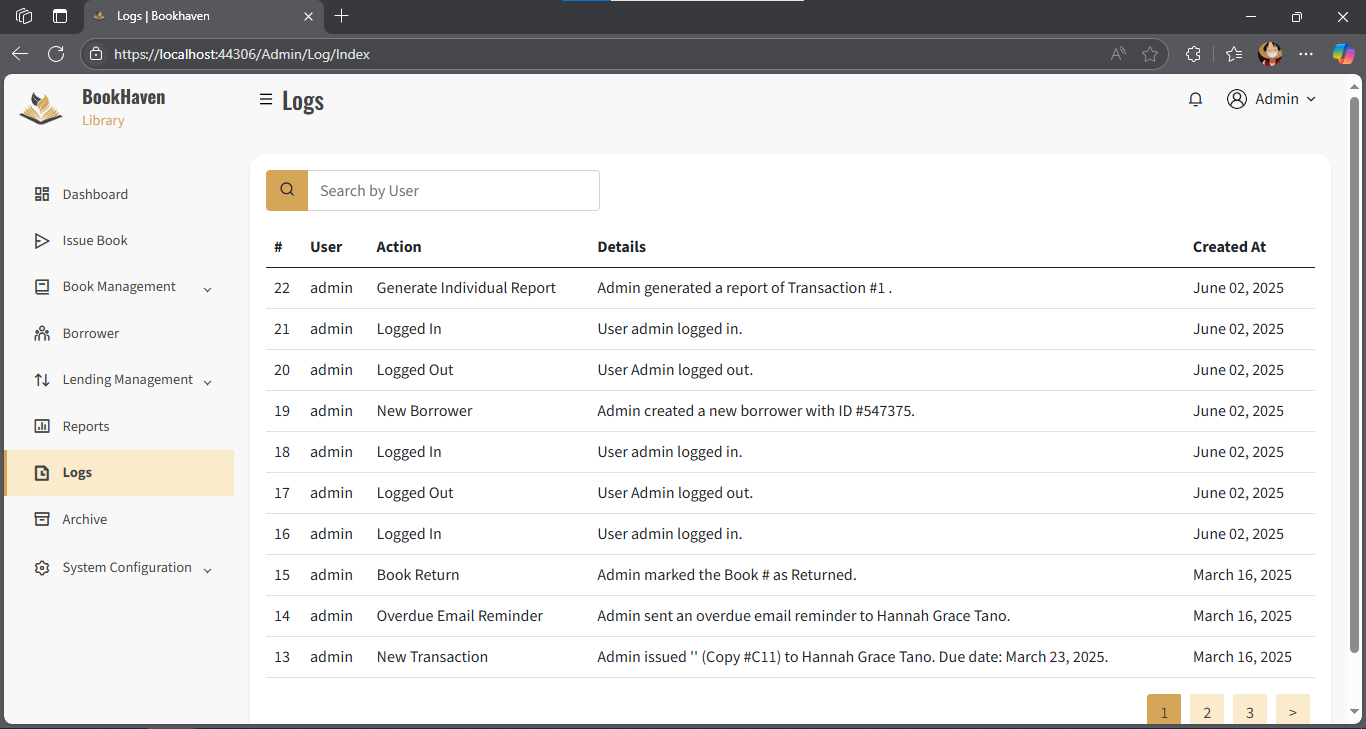 Logs | Bookhaven
https://localhost:44306/Admin/Log/Index
BookHaven
Library
Logs
Admin
Dashboard
Issue Book
Book Management
Borrower
Lending Management
Reports
Logs
Archive
System Configuration
Search by User
# User Action Details Created At
22 admin Generate Individual Report Admin generated a report of Transaction #1 . June 02, 2025
21 admin Logged In User admin logged in. June 02, 2025
20 admin Logged Out User Admin logged out. June 02, 2025
19 admin New Borrower Admin created a new borrower with ID #547375. June 02, 2025
18 admin Logged In User admin logged in. June 02, 2025
17 admin Logged Out User Admin logged out. June 02, 2025
16 admin Logged In User admin logged in. June 02, 2025
15 admin Book Return Admin marked the Book # as Returned. March 16, 2025
14 admin Overdue Email Reminder Admin sent an overdue email reminder to Hannah Grace Tano. March 16, 2025
13 admin New Transaction Admin issued '' (Copy #C11) to Hannah Grace Tano. Due date: March 23, 2025. March 16, 2025
1 2 3 >